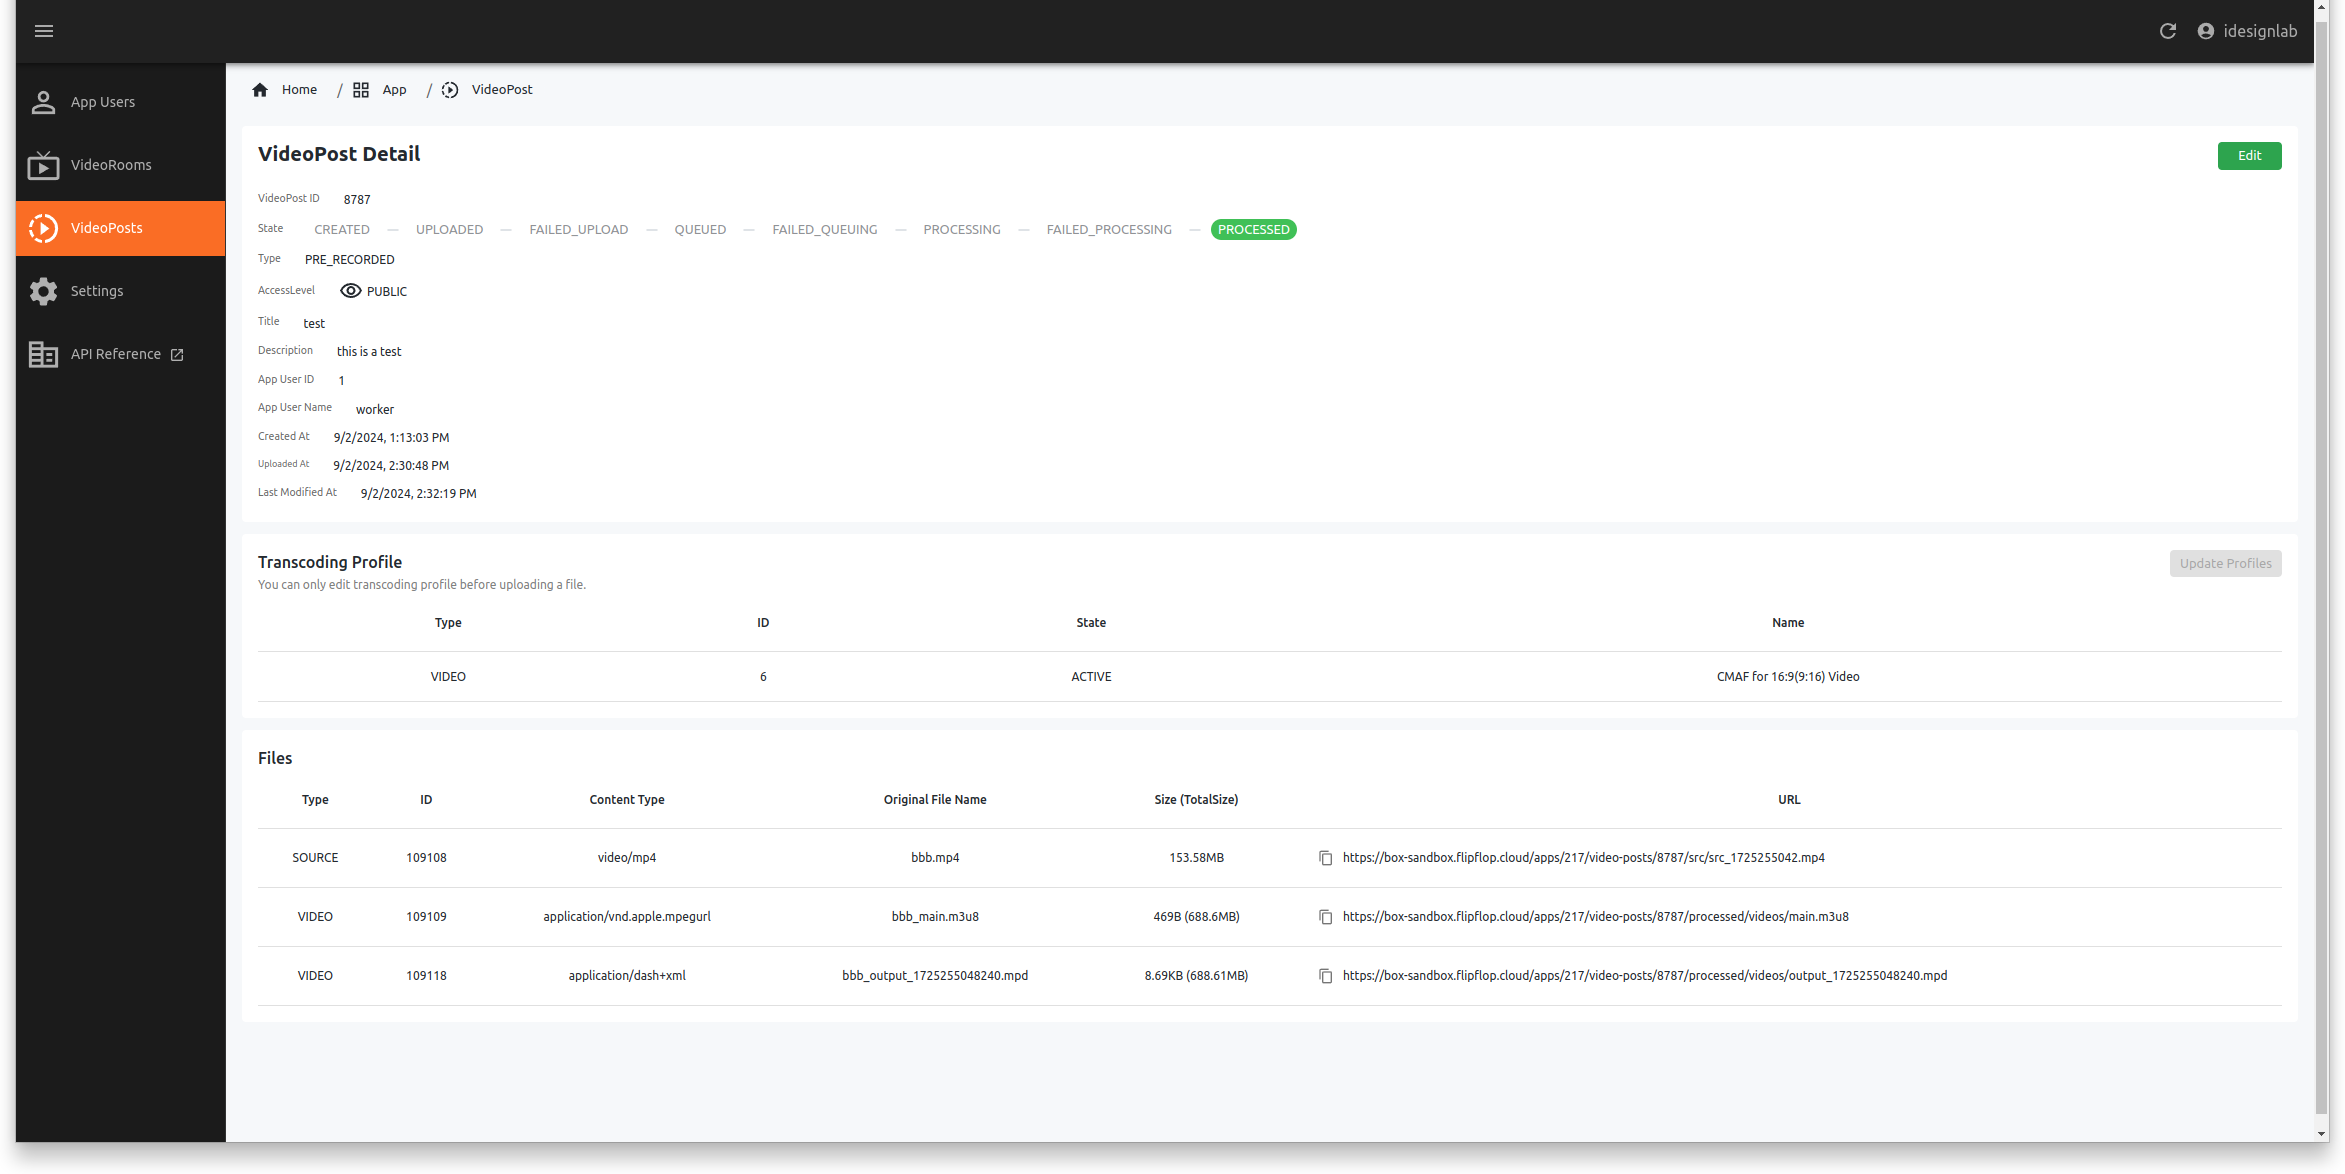 idesignlab
App Users
VideoRooms
VideoPosts
Settings
API Reference
Home / App / VideoPost
VideoPost Detail
Edit
VideoPost ID 8787
State CREATED — UPLOADED — FAILED_UPLOAD — QUEUED — FAILED_QUEUING — PROCESSING — FAILED_PROCESSING — PROCESSED
Type PRE_RECORDED
AccessLevel PUBLIC
Title test
Description this is a test
App User ID 1
App User Name worker
Created At 9/2/2024, 1:13:03 PM
Uploaded At 9/2/2024, 2:30:48 PM
Last Modified At 9/2/2024, 2:32:19 PM
Transcoding Profile
Update Profiles
You can only edit transcoding profile before uploading a file.
Type ID State Name
VIDEO 6 ACTIVE CMAF for 16:9(9:16) Video
Files
Type ID Content Type Original File Name Size (TotalSize) URL
SOURCE 109108 video/mp4 bbb.mp4 153.58MB https://box-sandbox.flipflop.cloud/apps/217/video-posts/8787/src/src_1725255042.mp4
VIDEO 109109 application/vnd.apple.mpegurl bbb_main.m3u8 469B (688.6MB) https://box-sandbox.flipflop.cloud/apps/217/video-posts/8787/processed/videos/main.m3u8
VIDEO 109118 application/dash+xml bbb_output_1725255048240.mpd 8.69KB (688.61MB) https://box-sandbox.flipflop.cloud/apps/217/video-posts/8787/processed/videos/output_1725255048240.mpd